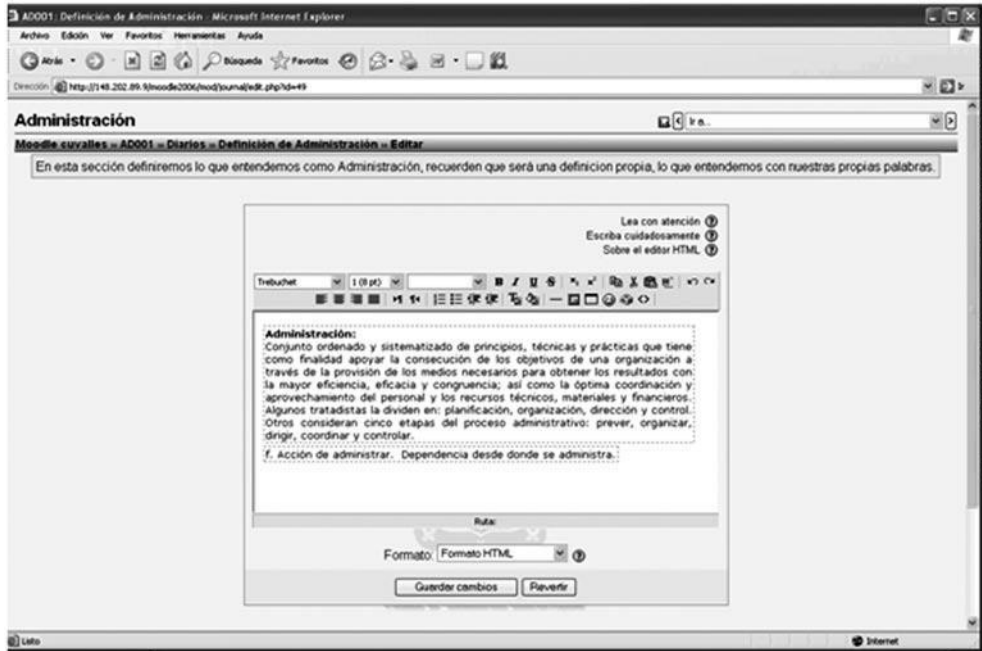 AD001: Definición de Administración - Microsoft Internet Explorer
Archivo Edición Ver Favoritos Herramientas Ayuda
Atrás Búsqueda Favoritos
Dirección http://148.202.89.9/moodle2006/mod/journal/edit.php?id=49 Ir
Administración
Ir a...
Moodle cuvalles » AD001 » Diarios » Definición de Administración » Editar
En esta sección definiremos lo que entendemos como Administración, recuerden que será una definicion propia, lo que entendemos con nuestras propias palabras.
Lea con atención
Escriba cuidadosamente
Sobre el editor HTML
Trebuchet 1 (8 pt) B I U S
Administración:
Conjunto ordenado y sistematizado de principios, técnicas y prácticas que tiene
como finalidad apoyar la consecución de los objetivos de una organización a
través de la provisión de los medios necesarios para obtener los resultados con
la mayor eficiencia, eficacia y congruencia; así como la óptima coordinación y
aprovechamiento del personal y los recursos técnicos, materiales y financieros.
Algunos tratadistas la dividen en: planificación, organización, dirección y control.
Otros consideran cinco etapas del proceso administrativo: prever, organizar,
dirigir, coordinar y controlar.
f. Acción de administrar. Dependencia desde donde se administra.
Ruta:
Formato: Formato HTML
Guardar cambios Revertir
Listo Internet